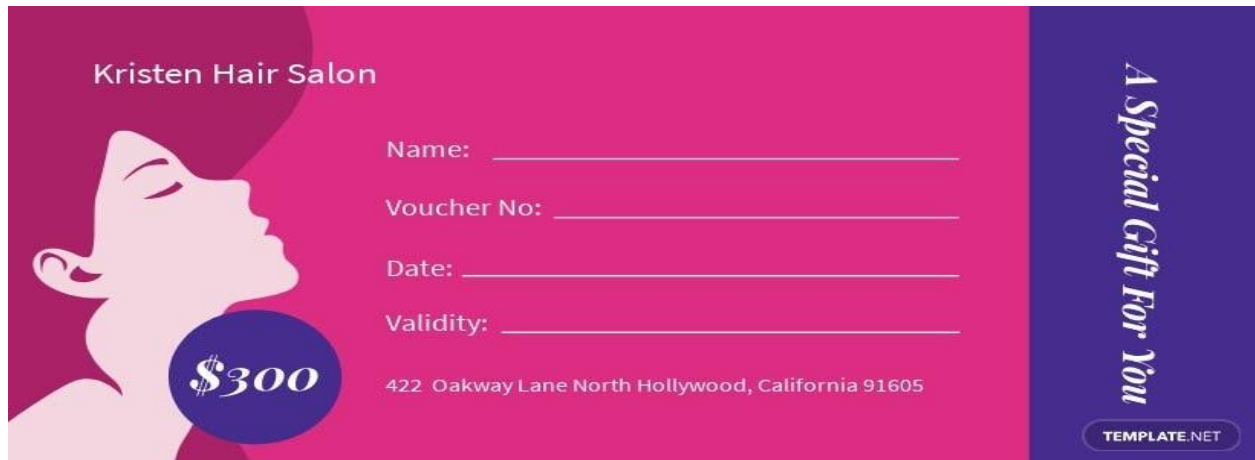 Kristen Hair Salon
Name:
Voucher No:
Date:
Validity:
$300
422 Oakway Lane North Hollywood, California 91605
A Special Gift For You
TEMPLATE.NET